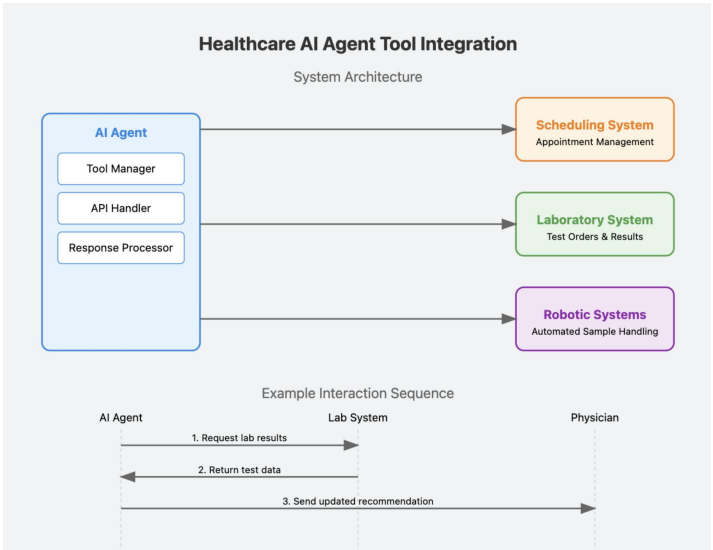 Healthcare AI Agent Tool Integration
System Architecture
AI Agent
Tool Manager
API Handler
Response Processor
Scheduling System
Appointment Management
Laboratory System
Test Orders & Results
Robotic Systems
Automated Sample Handling
Example Interaction Sequence
AI Agent
Lab System
Physician
1. Request lab results
2. Return test data
3. Send updated recommendation